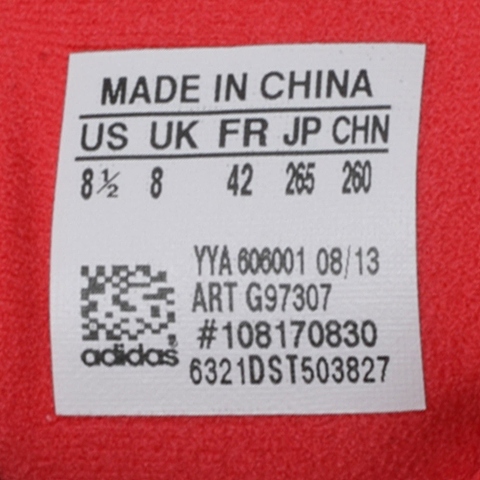 MADE IN CHINA
US UK FR JP CHN
8½ 8 42 265 260
YYA 606001 08/13
ART G97307
#108170830
adidas®
6321DST503827